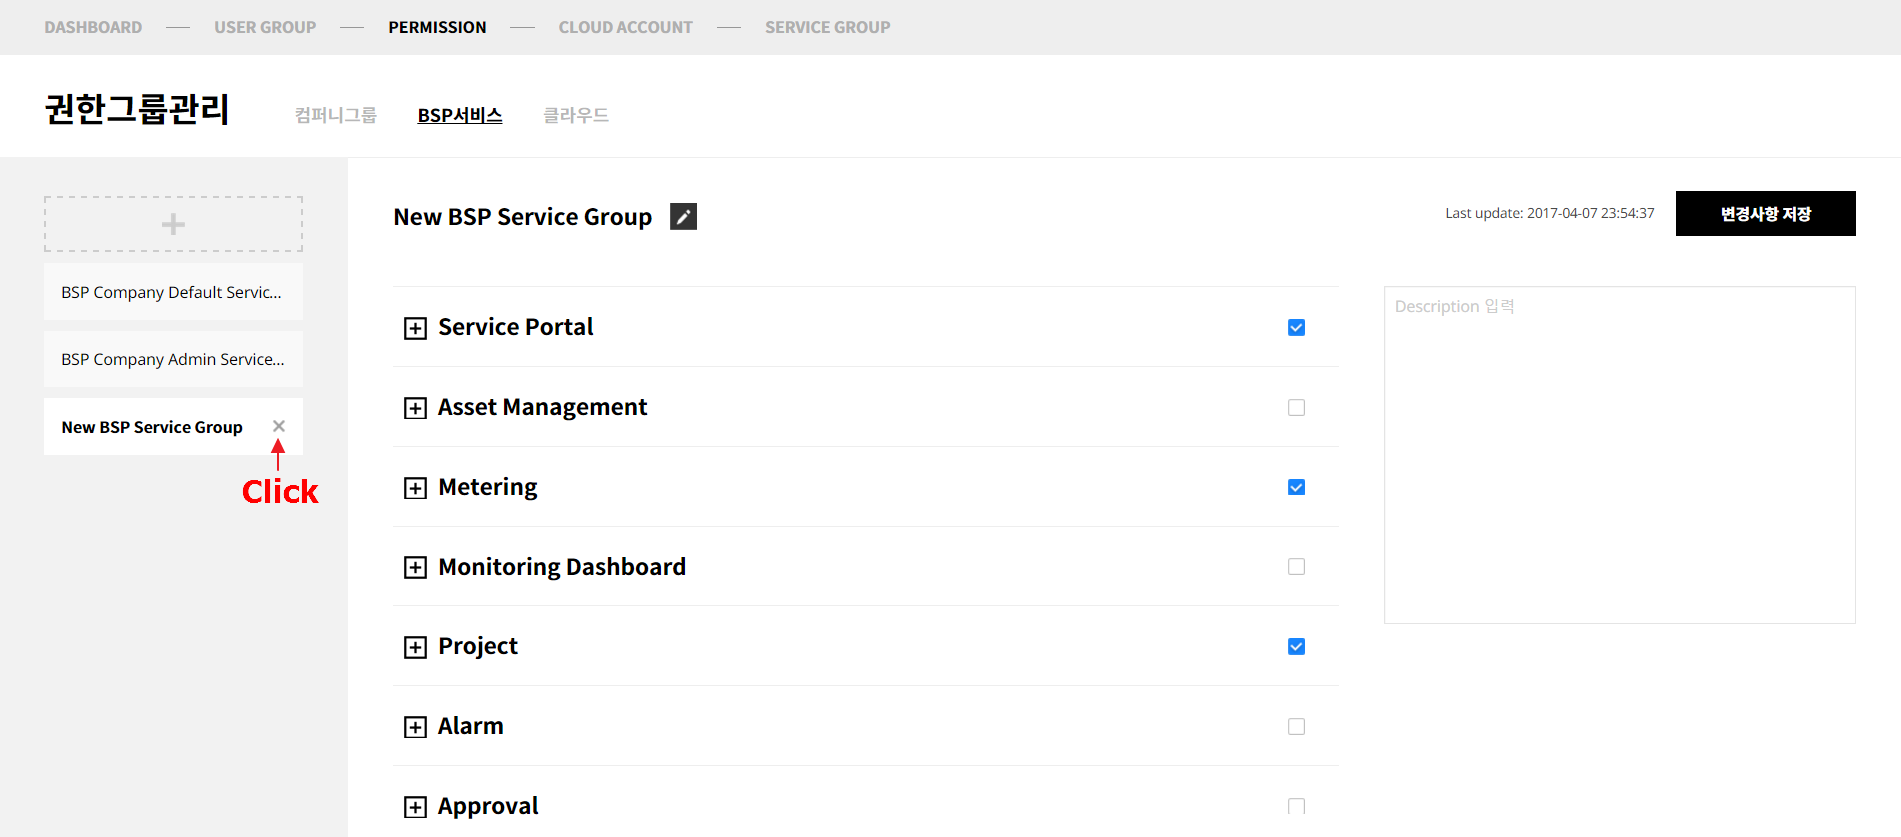 DASHBOARD — USER GROUP — PERMISSION — CLOUD ACCOUNT — SERVICE GROUP
권한그룹관리 컴퍼니그룹 BSP서비스 클라우드
BSP Company Default Servic...
BSP Company Admin Service...
New BSP Service Group
Click
New BSP Service Group
Last update: 2017-04-07 23:54:37
변경사항 저장
Service Portal
Asset Management
Metering
Monitoring Dashboard
Project
Alarm
Approval
Description 입력